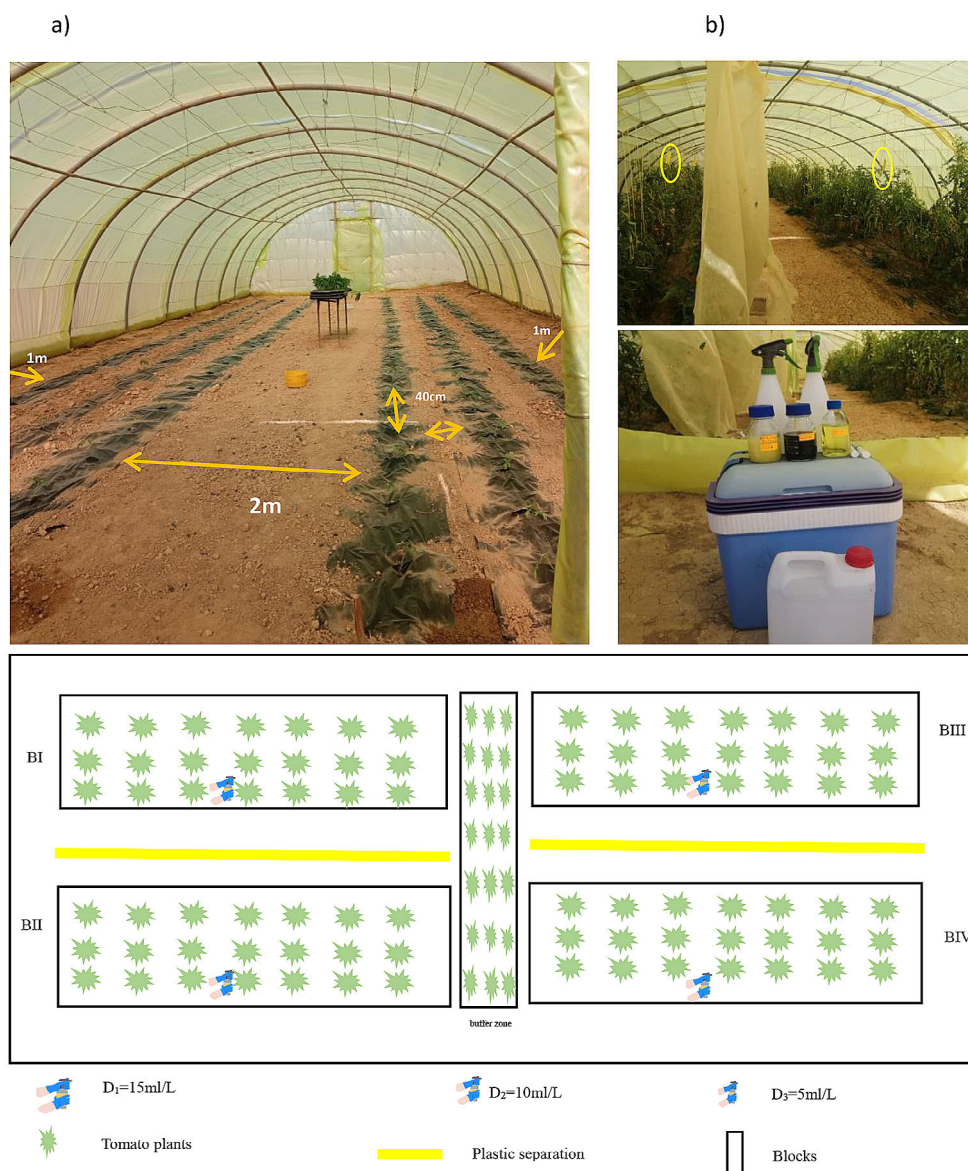 a)
b)
1m
1m
40cm
2m
BI
BIII
BII
BIV
buffer zone
D₁=15ml/L
D₂=10ml/L
D₃=5ml/L
Tomato plants
Plastic separation
Blocks